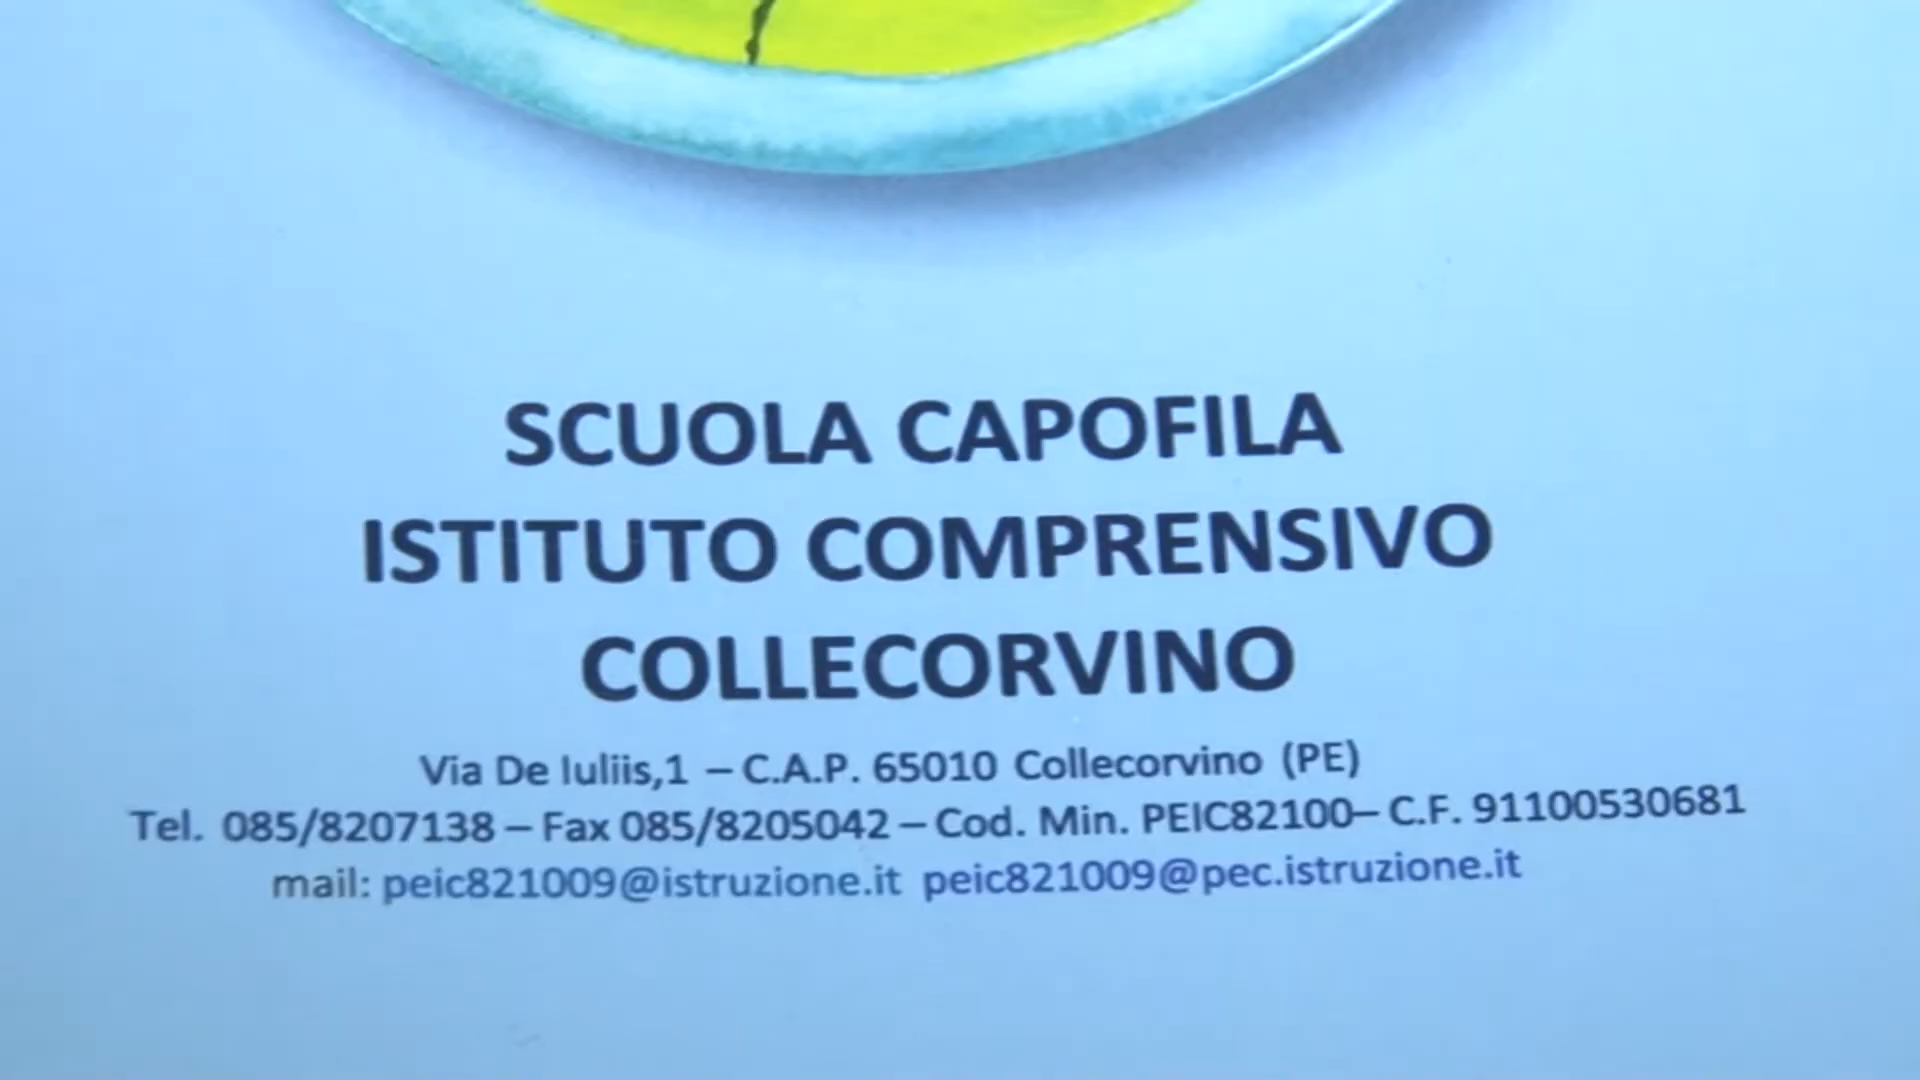 SCUOLA CAPOFILA
ISTITUTO COMPRENSIVO
COLLECORVINO
Via De Iuliis,1 – C.A.P. 65010 Collecorvino (PE)
Tel. 085/8207138 – Fax 085/8205042 – Cod. Min. PEIC82100– C.F. 91100530681
mail: peic821009@istruzione.it peic821009@pec.istruzione.it